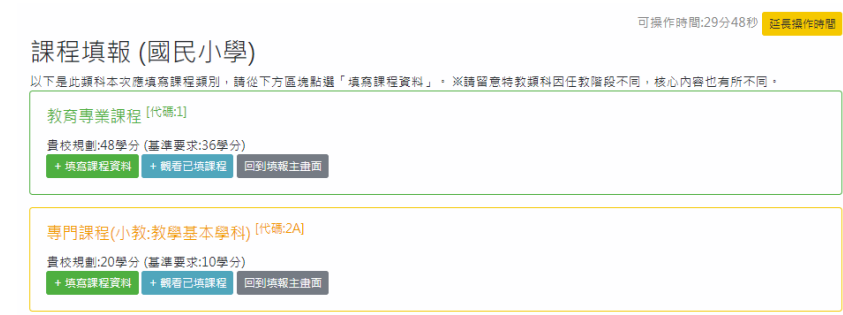 可操作時間:29分48秒 延長操作時間
課程填報 (國民小學)
以下是此類科本次應填寫課程類別，請從下方區塊點選「填寫課程資料」。※請留意特教類科因任教階段不同，核心內容也有所不同。
教育專業課程 [代碼:1]
貴校規劃:48學分 (基準要求:36學分)
+ 填寫課程資料 + 觀看已填課程 回到填報主畫面
專門課程(小教:教學基本學科) [代碼:2A]
貴校規劃:20學分 (基準要求:10學分)
+ 填寫課程資料 + 觀看已填課程 回到填報主畫面